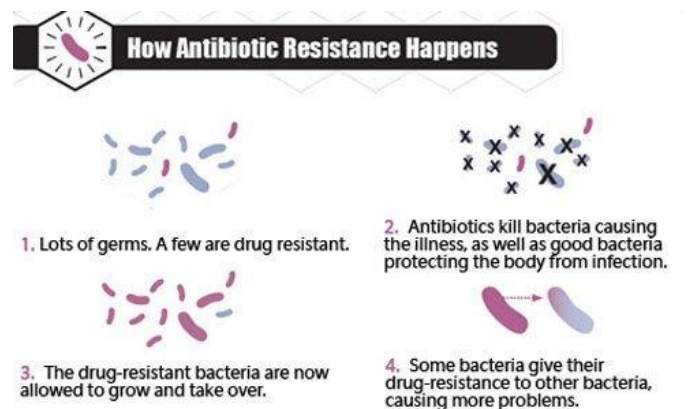 How Antibiotic Resistance Happens
1. Lots of germs. A few are drug resistant.
2. Antibiotics kill bacteria causing
the illness, as well as good bacteria
protecting the body from infection.
3. The drug-resistant bacteria are now
allowed to grow and take over.
4. Some bacteria give their
drug-resistance to other bacteria,
causing more problems.